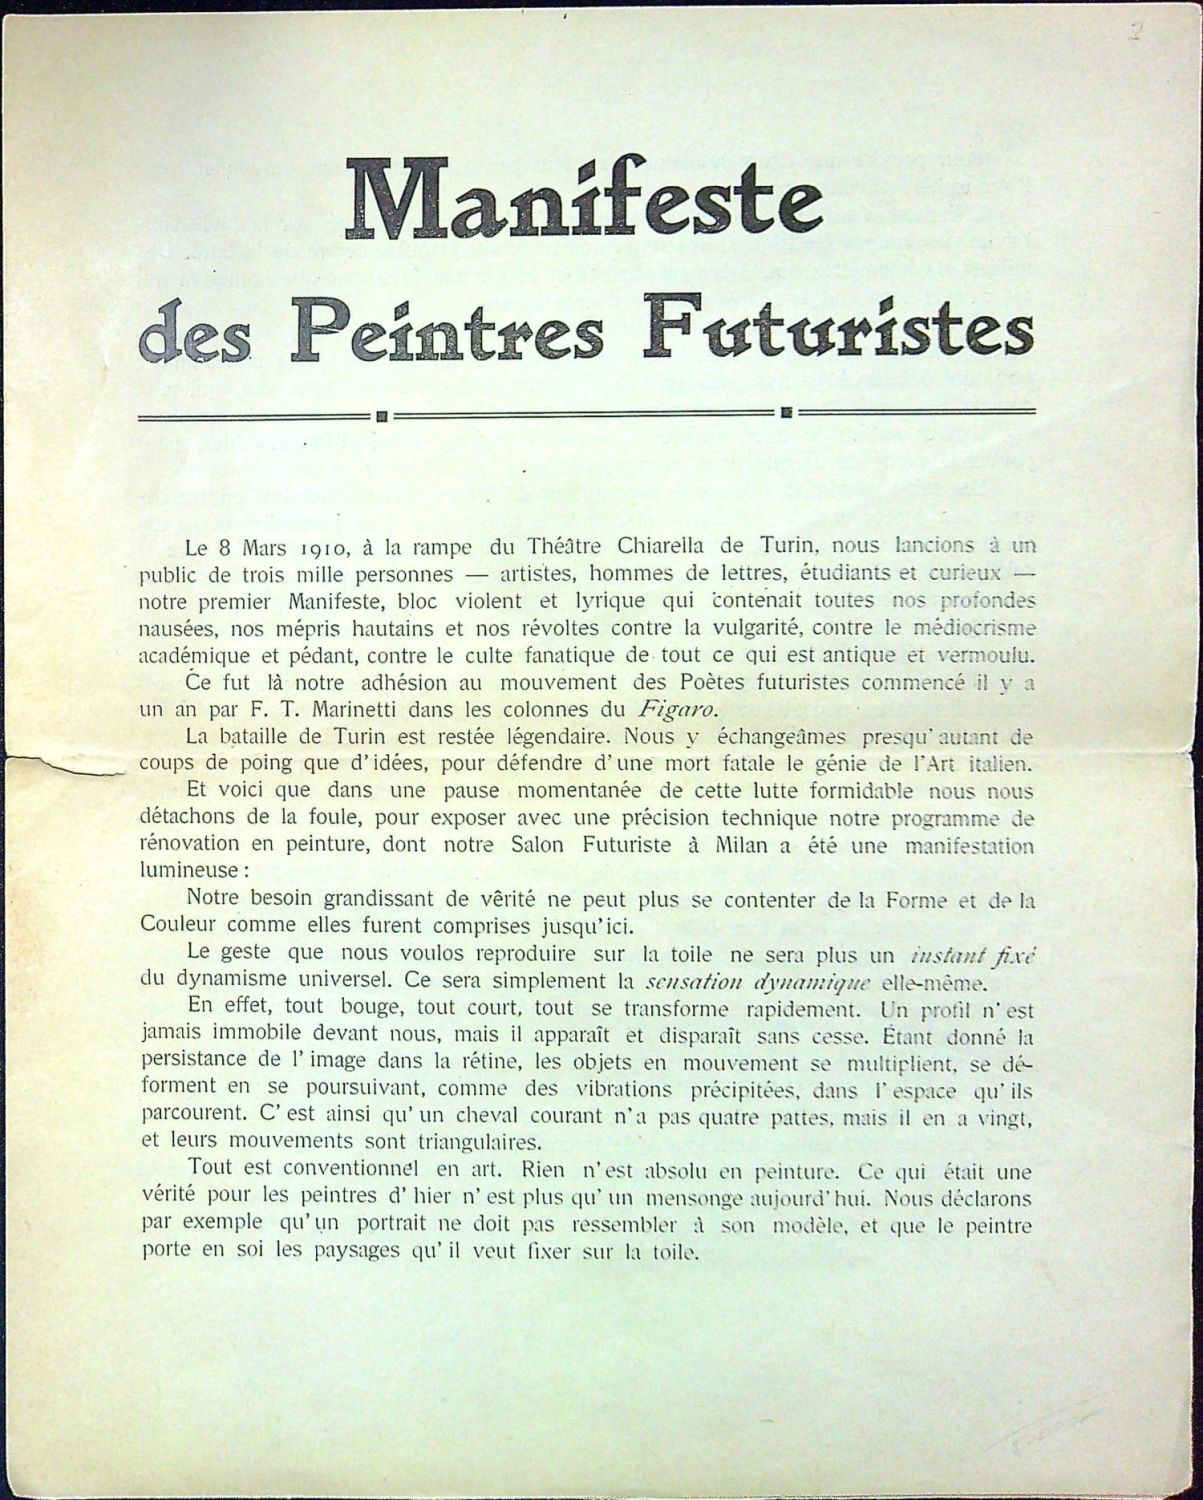 Manifeste
des Peintres Futuristes
Le 8 Mars 1910, à la rampe du Théâtre Chiarella de Turin, nous lancions à un
public de trois mille personnes — artistes, hommes de lettres, étudiants et curieux —
notre premier Manifeste, bloc violent et lyrique qui contenait toutes nos profondes
nausées, nos mépris hautains et nos révoltes contre la vulgarité, contre le médiocrisme
académique et pédant, contre le culte fanatique de tout ce qui est antique et vermoulu.
Ce fut là notre adhésion au mouvement des Poètes futuristes commencé il y a
un an par F. T. Marinetti dans les colonnes du Figaro.
La bataille de Turin est restée légendaire. Nous y échangeâmes presqu'autant de
coups de poing que d'idées, pour défendre d'une mort fatale le génie de l'Art italien.
Et voici que dans une pause momentanée de cette lutte formidable nous nous
détachons de la foule, pour exposer avec une précision technique notre programme de
rénovation en peinture, dont notre Salon Futuriste à Milan a été une manifestation
lumineuse :
Notre besoin grandissant de vêrité ne peut plus se contenter de la Forme et de la
Couleur comme elles furent comprises jusqu'ici.
Le geste que nous voulos reproduire sur la toile ne sera plus un instant fixé
du dynamisme universel. Ce sera simplement la sensation dynamique elle-même.
En effet, tout bouge, tout court, tout se transforme rapidement. Un profil n'est
jamais immobile devant nous, mais il apparaît et disparaît sans cesse. Étant donné la
persistance de l'image dans la rétine, les objets en mouvement se multiplient, se dé-
forment en se poursuivant, comme des vibrations précipitées, dans l'espace qu'ils
parcourent. C'est ainsi qu'un cheval courant n'a pas quatre pattes, mais il en a vingt,
et leurs mouvements sont triangulaires.
Tout est conventionnel en art. Rien n'est absolu en peinture. Ce qui était une
vérité pour les peintres d'hier n'est plus qu'un mensonge aujourd'hui. Nous déclarons
par exemple qu'un portrait ne doit pas ressembler à son modèle, et que le peintre
porte en soi les paysages qu'il veut fixer sur la toile.